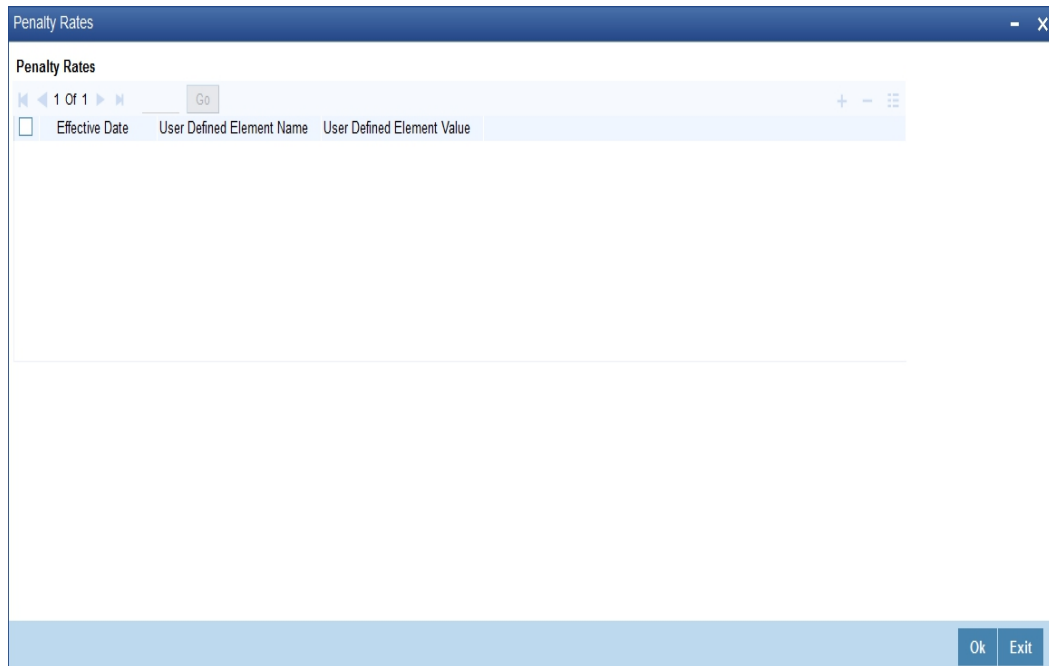 Penalty Rates
Penalty Rates
1 Of 1 Go
Effective Date User Defined Element Name User Defined Element Value
Ok Exit